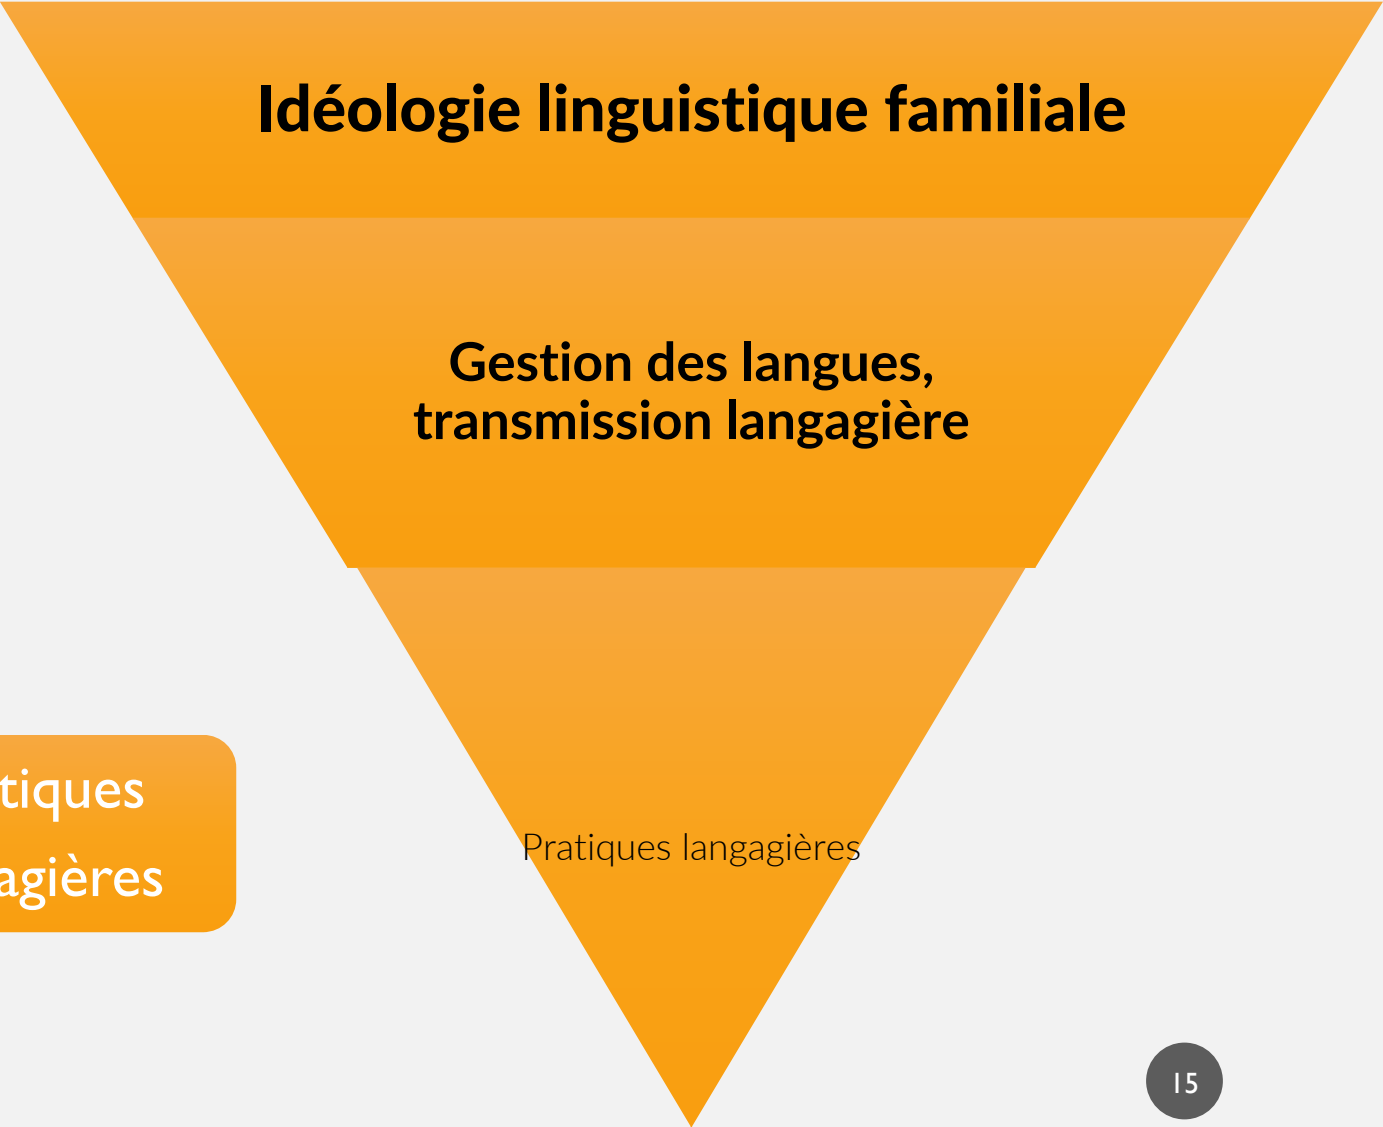 Idéologie linguistique familiale
Gestion des langues,
transmission langagière
tiques
agières
Pratiques langagières
15